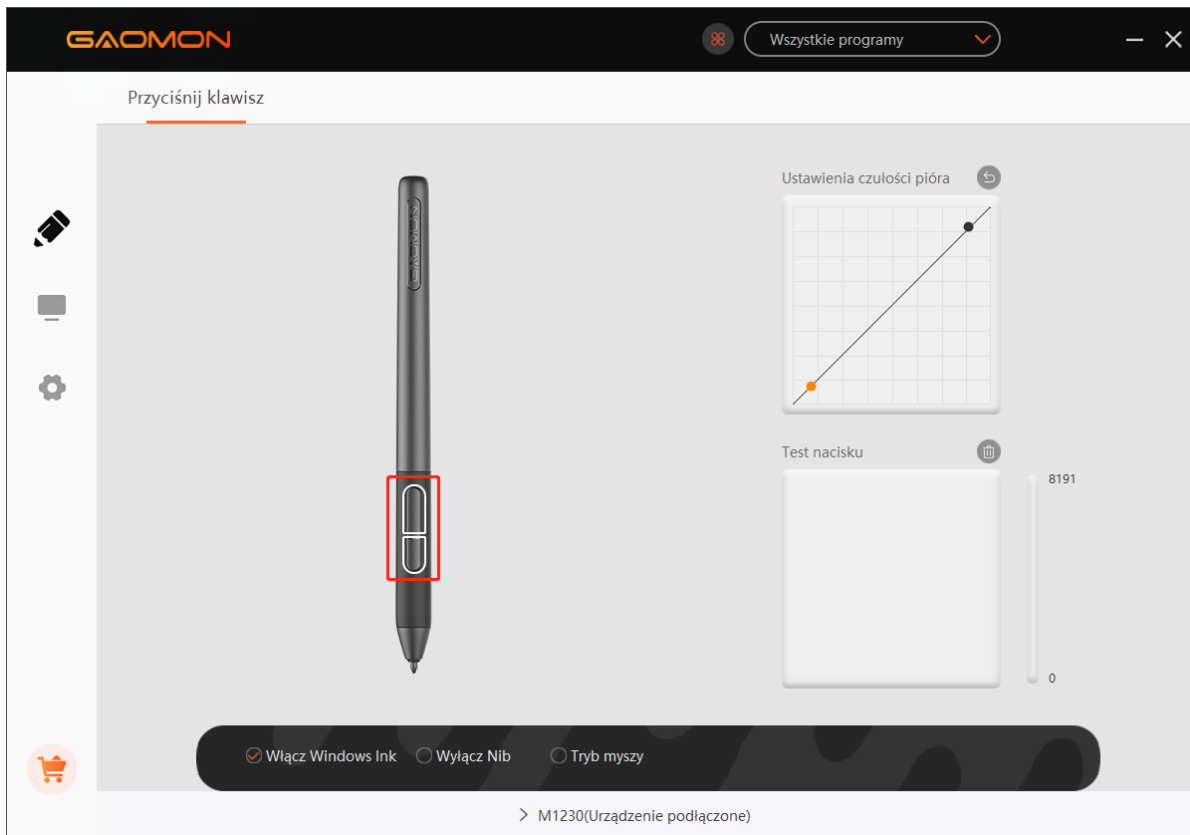 GAOMON
Wszystkie programy
Przyciśnij klawisz
Ustawienia czułości pióra
GAOMON
Test nacisku
8191
0
Włącz Windows Ink
Wyłącz Nib
Tryb myszy
M1230(Urządzenie podłączone)